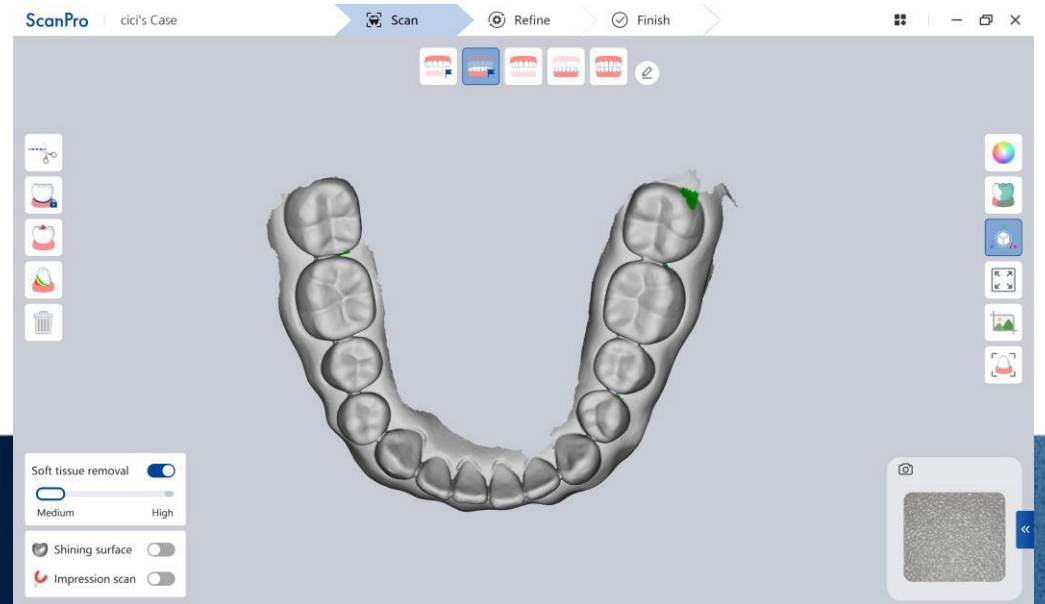 ScanPro cici's Case Scan Refine Finish
Soft tissue removal
Medium High
Shining surface
Impression scan